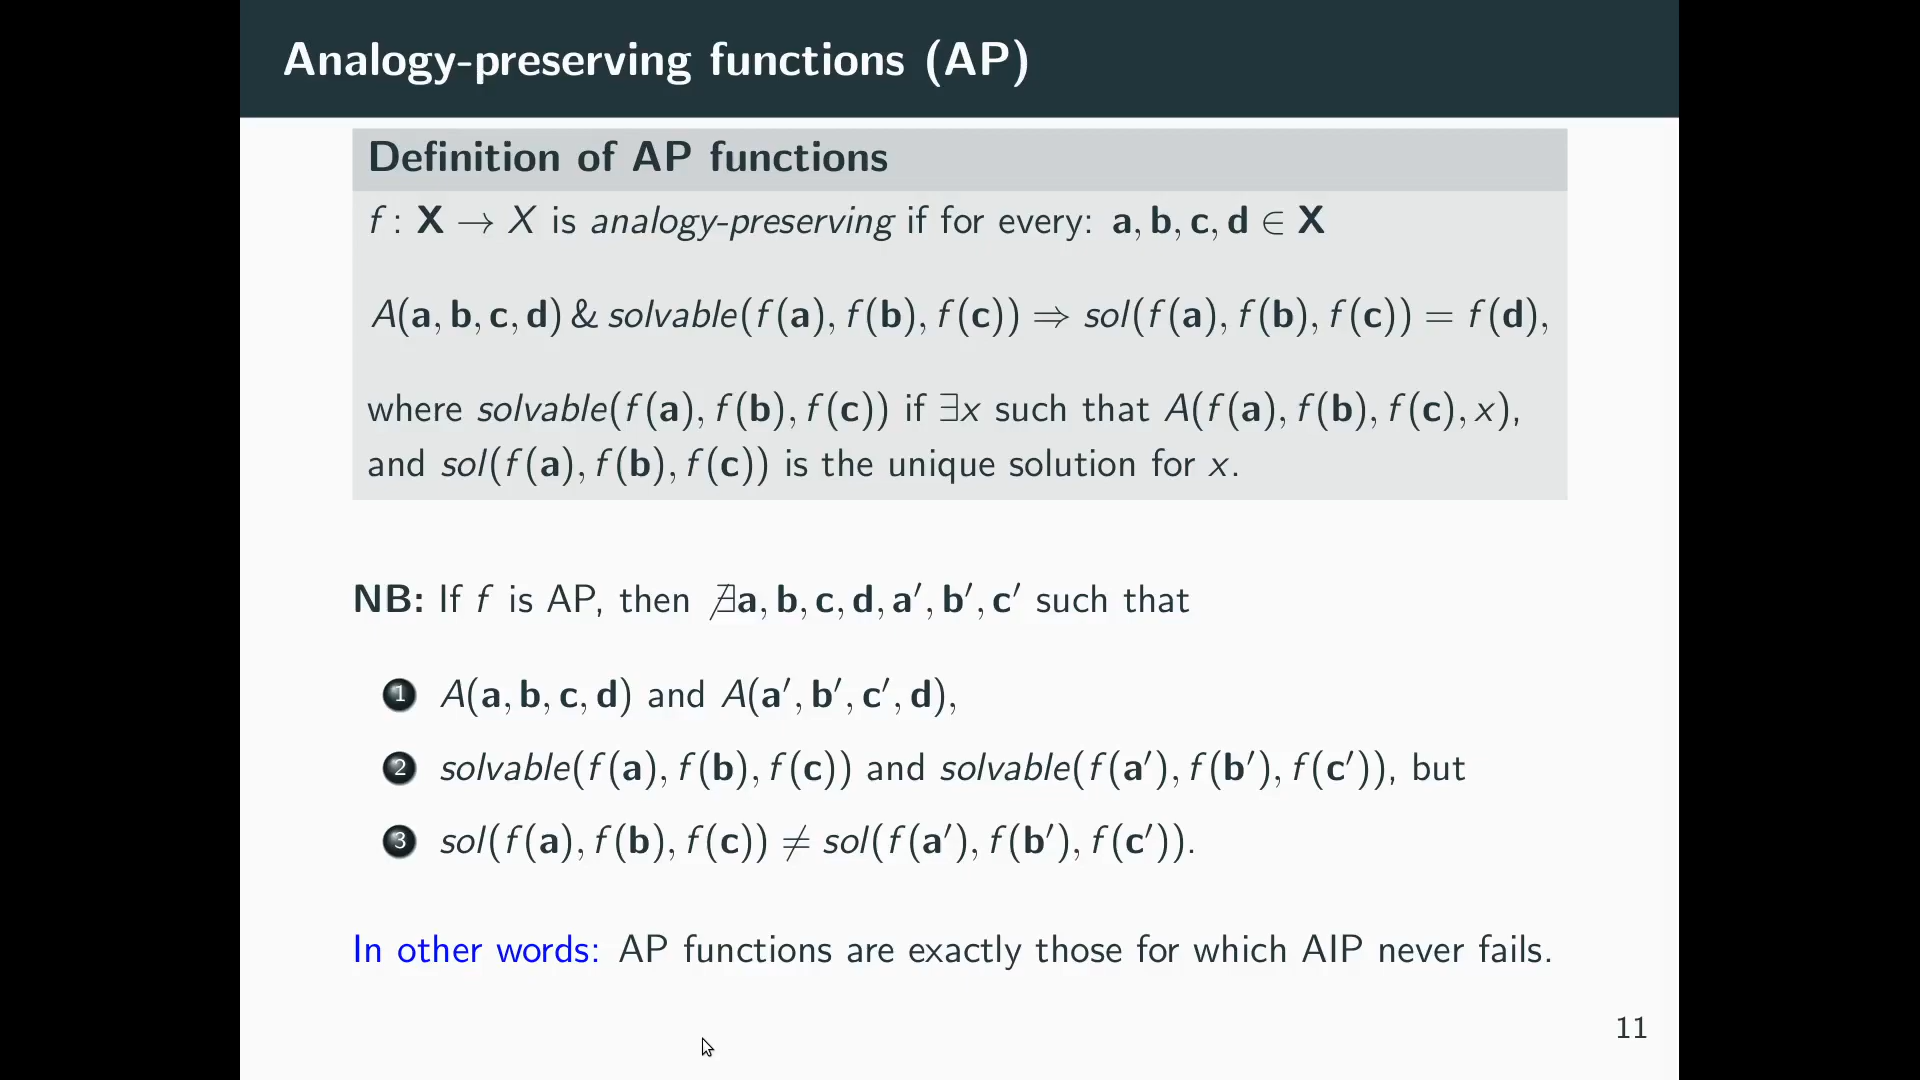 Analogy-preserving functions (AP)
Definition of AP functions
f : X → X is analogy-preserving if for every: a, b, c, d ∈ X
A(a, b, c, d) & solvable(f(a), f(b), f(c)) ⇒ sol(f(a), f(b), f(c)) = f(d),
where solvable(f(a), f(b), f(c)) if ∃x such that A(f(a), f(b), f(c), x),
and sol(f(a), f(b), f(c)) is the unique solution for x.
NB: If f is AP, then ∄a, b, c, d, a′, b′, c′ such that
1 A(a, b, c, d) and A(a′, b′, c′, d),
2 solvable(f(a), f(b), f(c)) and solvable(f(a′), f(b′), f(c′)), but
3 sol(f(a), f(b), f(c)) ≠ sol(f(a′), f(b′), f(c′)).
In other words: AP functions are exactly those for which AIP never fails.
11